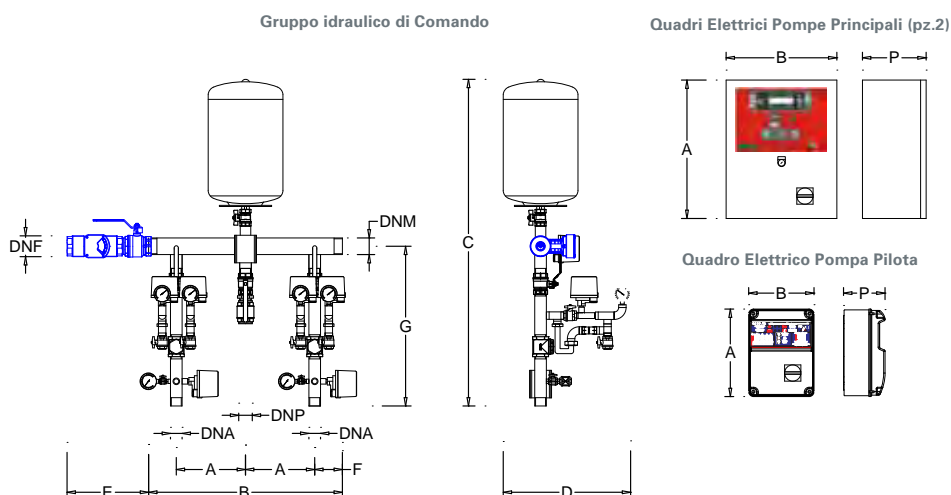 Gruppo idraulico di Comando
Quadri Elettrici Pompe Principali (pz.2)
B
P
A
DNM
DNF
C
G
Quadro Elettrico Pompa Pilota
B
P
A
DNP
DNA
DNA
A
A
F
E
B
D